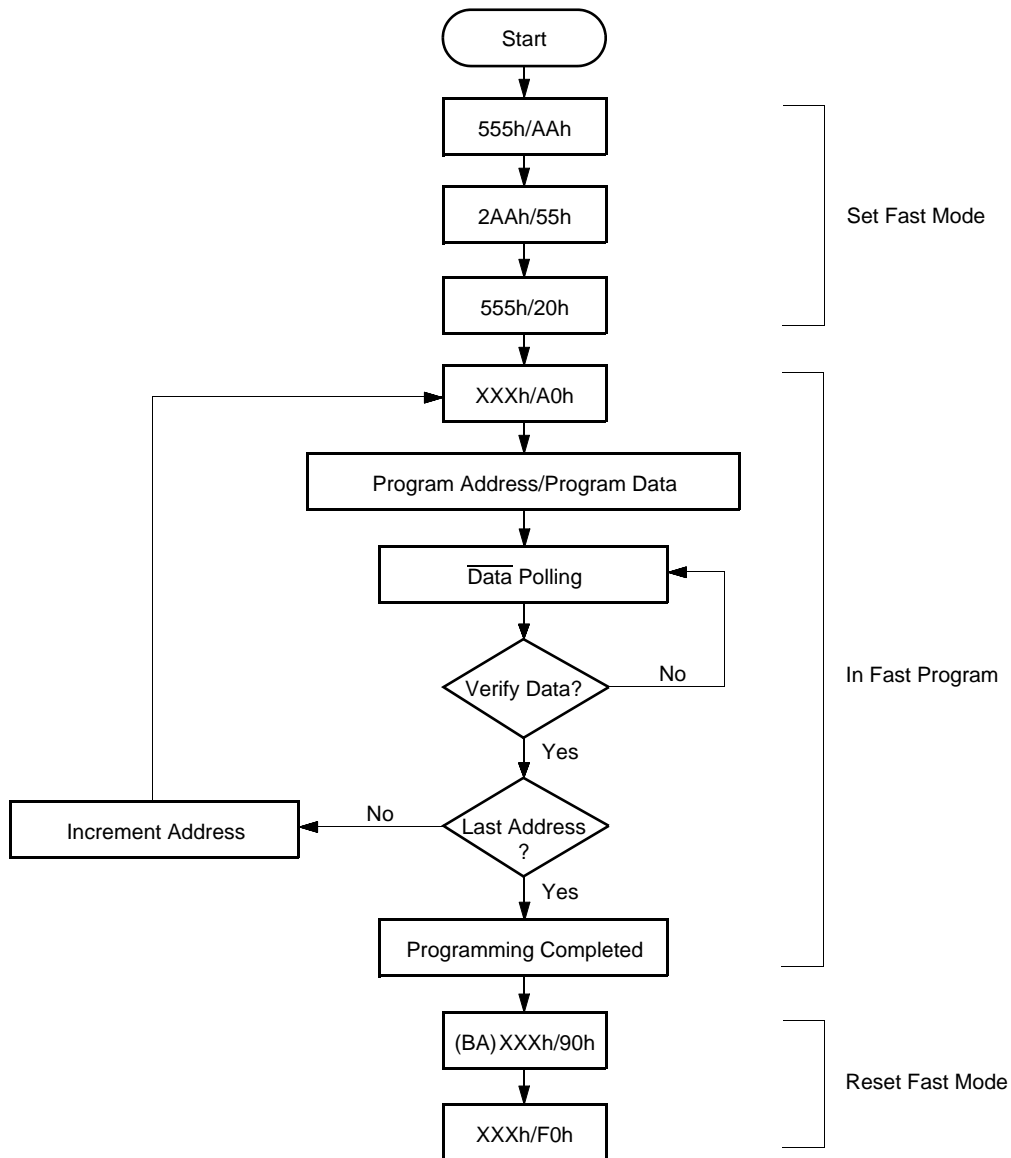 Start
555h/AAh
2AAh/55h
Set Fast Mode
555h/20h
XXXh/A0h
Program Address/Program Data
Data Polling
Verify Data?
No
In Fast Program
Yes
Increment Address
No
Last Address
?
Yes
Programming Completed
(BA)XXXh/90h
Reset Fast Mode
XXXh/F0h